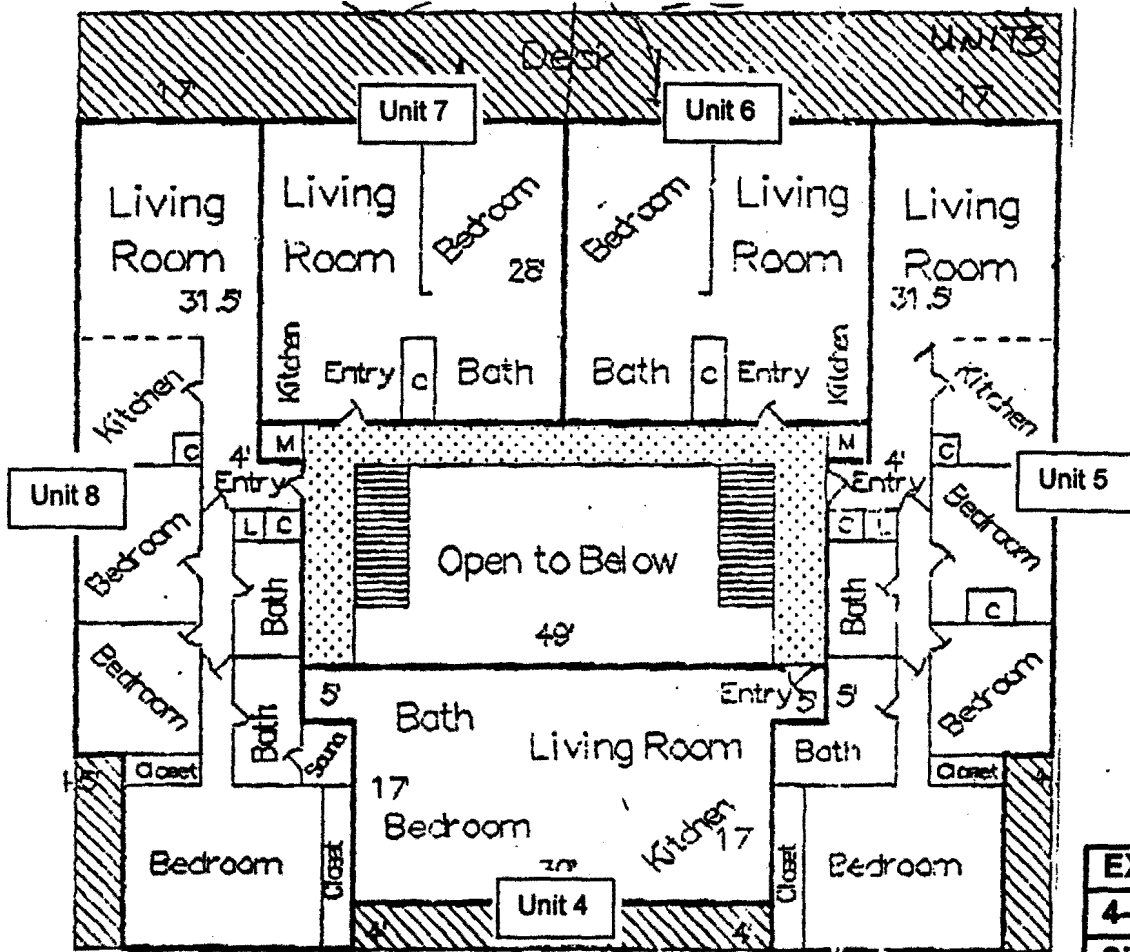 UNITS
17
17
Unit 7
Unit 6
Living
Room
31.5'
Living
Room
Bedroom
28'
Bedroom
Living
Room
Living
Room
31.5'
Kitchen
Kitchen
Entry
C
Bath
Bath
C
Entry
Kitchen
Kitchen
C
4'
M
M
4'
C
Unit 8
Entry
Entry
Unit 5
L
C
C
L
Bedroom
Bedroom
Open to Below
Bath
Bath
C
49'
Bedroom
Bedroom
5'
Bath
Entry
5'
5'
Bath
Sauna
Living Room
Bath
Closet
Closet
17
Bedroom
Kitchen
17
Bedroom
Closet
Closet
Bedroom
Unit 4
4'
4'
4-